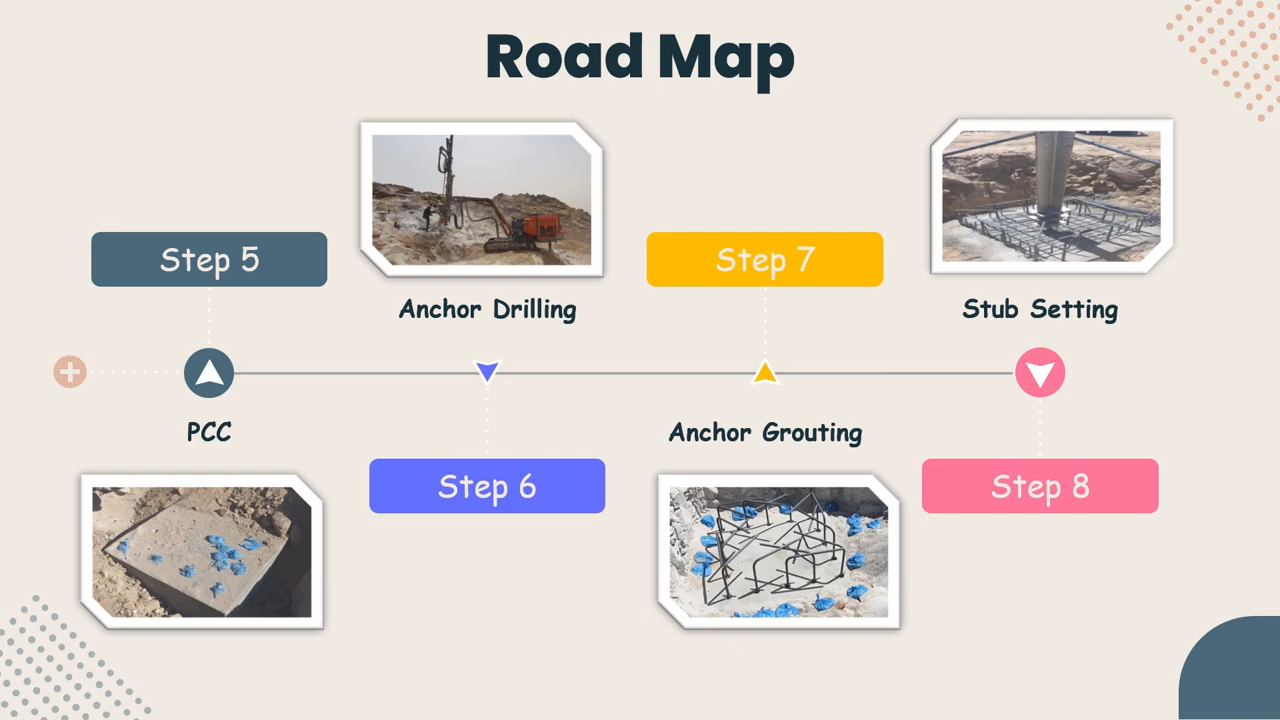 Road Map
Step 5
PCC
Anchor Drilling
Step 6
Step 7
Anchor Grouting
Stub Setting
Step 8